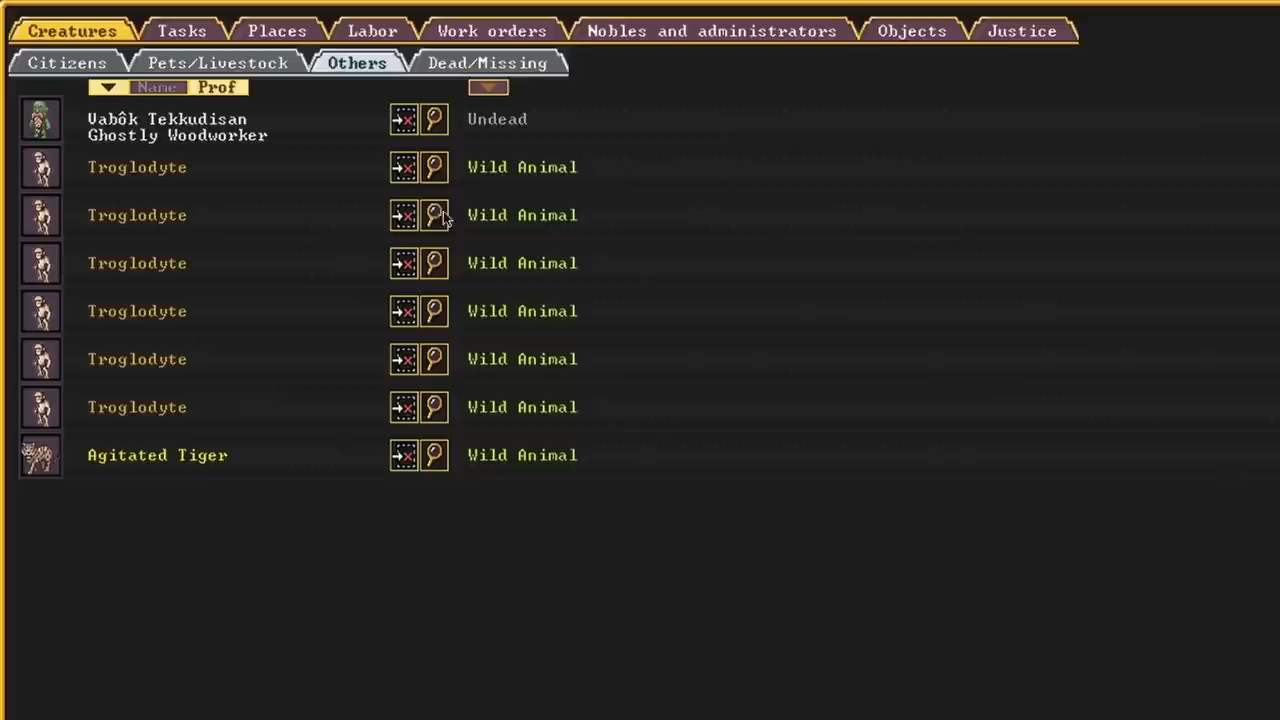 Creatures Tasks Places Labor Work orders Nobles and administrators Objects Justice
Citizens Pets/Livestock Others Dead/Missing
Name Prof
Vabôk Tekkudisan Undead
Ghostly Woodworker
Troglodyte Wild Animal
Troglodyte Wild Animal
Troglodyte Wild Animal
Troglodyte Wild Animal
Troglodyte Wild Animal
Troglodyte Wild Animal
Agitated Tiger Wild Animal